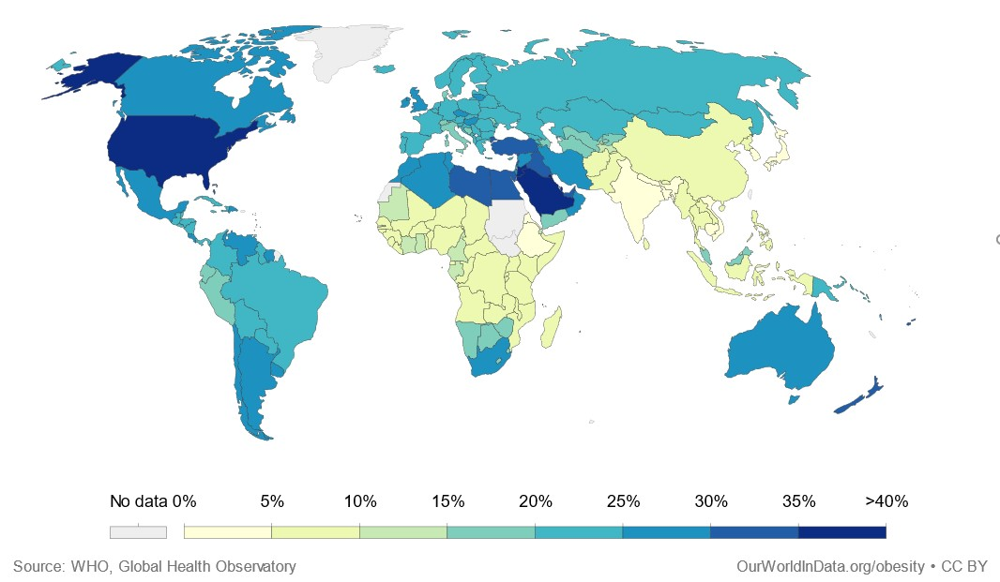 No data 0% 5% 10% 15% 20% 25% 30% 35% >40%
Source: WHO, Global Health Observatory
OurWorldInData.org/obesity • CC BY